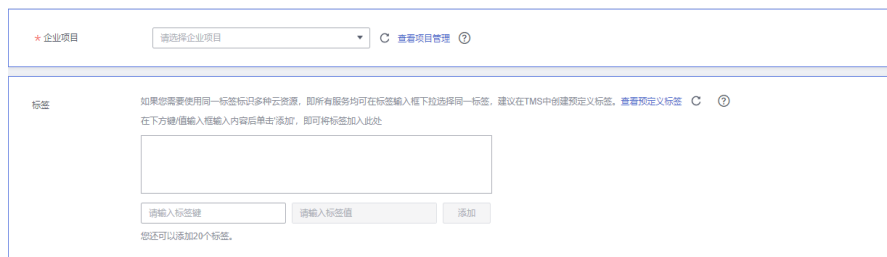 * 企业项目 请选择企业项目 查看项目管理 ?
标签 如果您需要使用同一标签标识多种云资源，即所有服务均可在标签输入框下拉选择同一标签，建议在TMS中创建预定义标签。 查看预定义标签 ?
在下方键/值输入框输入内容后单击'添加'，即可将标签加入此处
请输入标签键 请输入标签值 添加
您还可以添加20个标签。